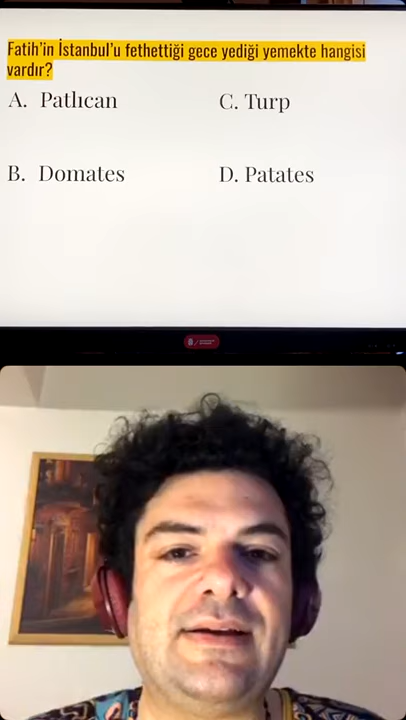 Fatih'in İstanbul'u fethettiği gece yediği yemekte hangisi
vardır?
A. Patlıcan
C. Turp
B. Domates
D. Patates